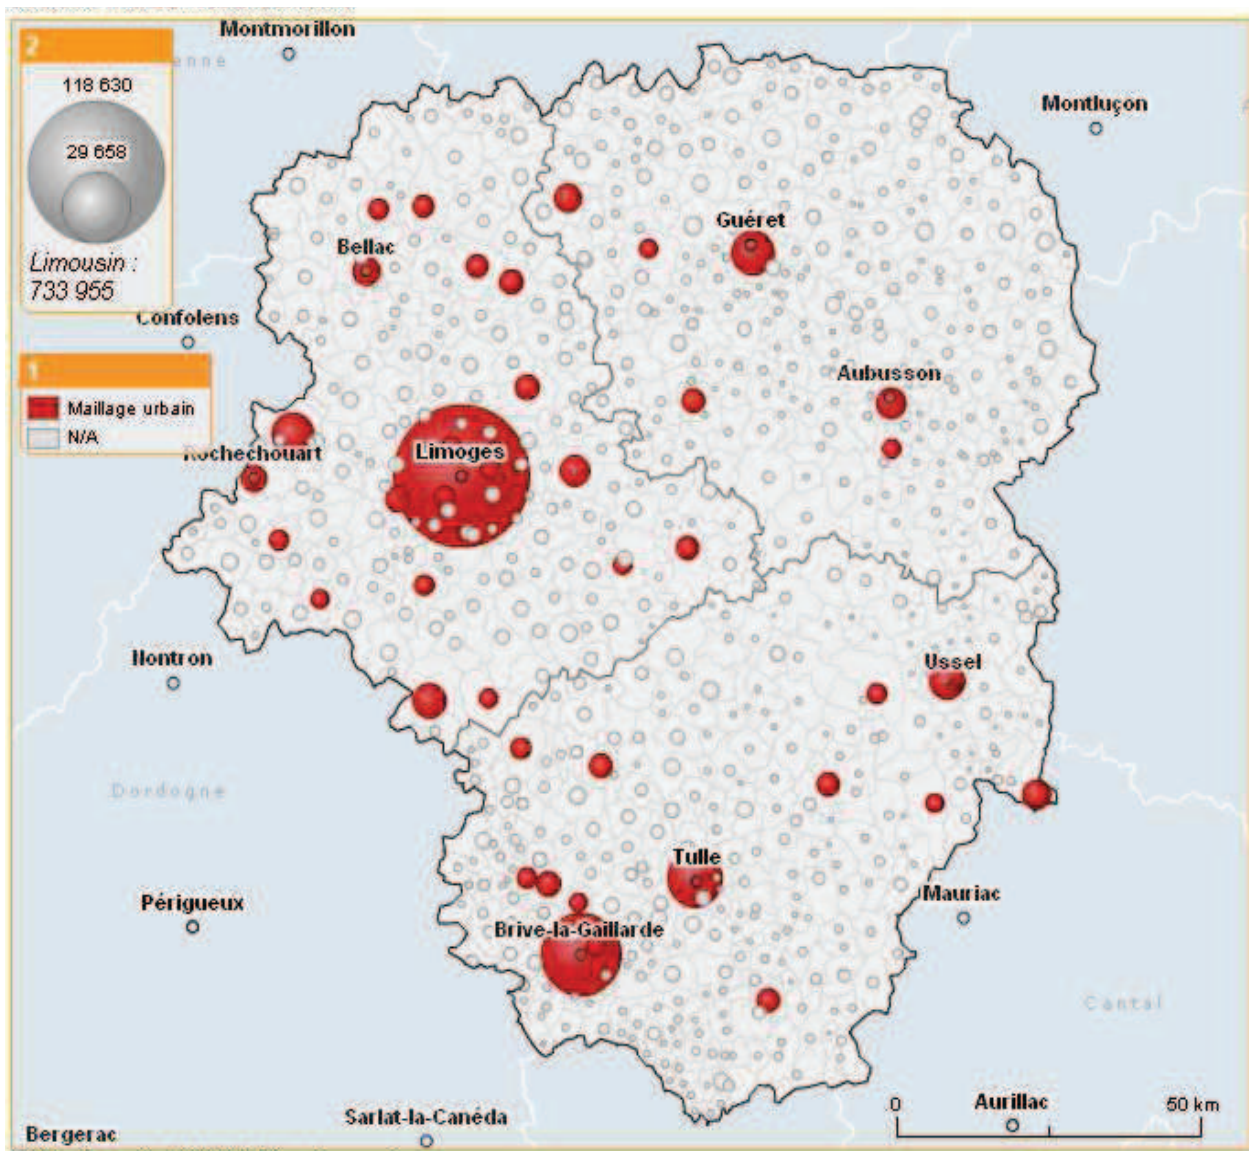 Montmorillon
2
enne
118 630
29 658
Limousin :
733 955
Montluçon
Guéret
Bellac
Confolens
1
Maillage urbain
N/A
Aubusson
Limoges
Rochechouart
Nontron
Ussel
Dordogne
Tulle
Mauriac
Périgueux
Brive-la-Gaillarde
Cantal
0
Aurillac
50 km
Sarlat-la-Canéda
Bergerac